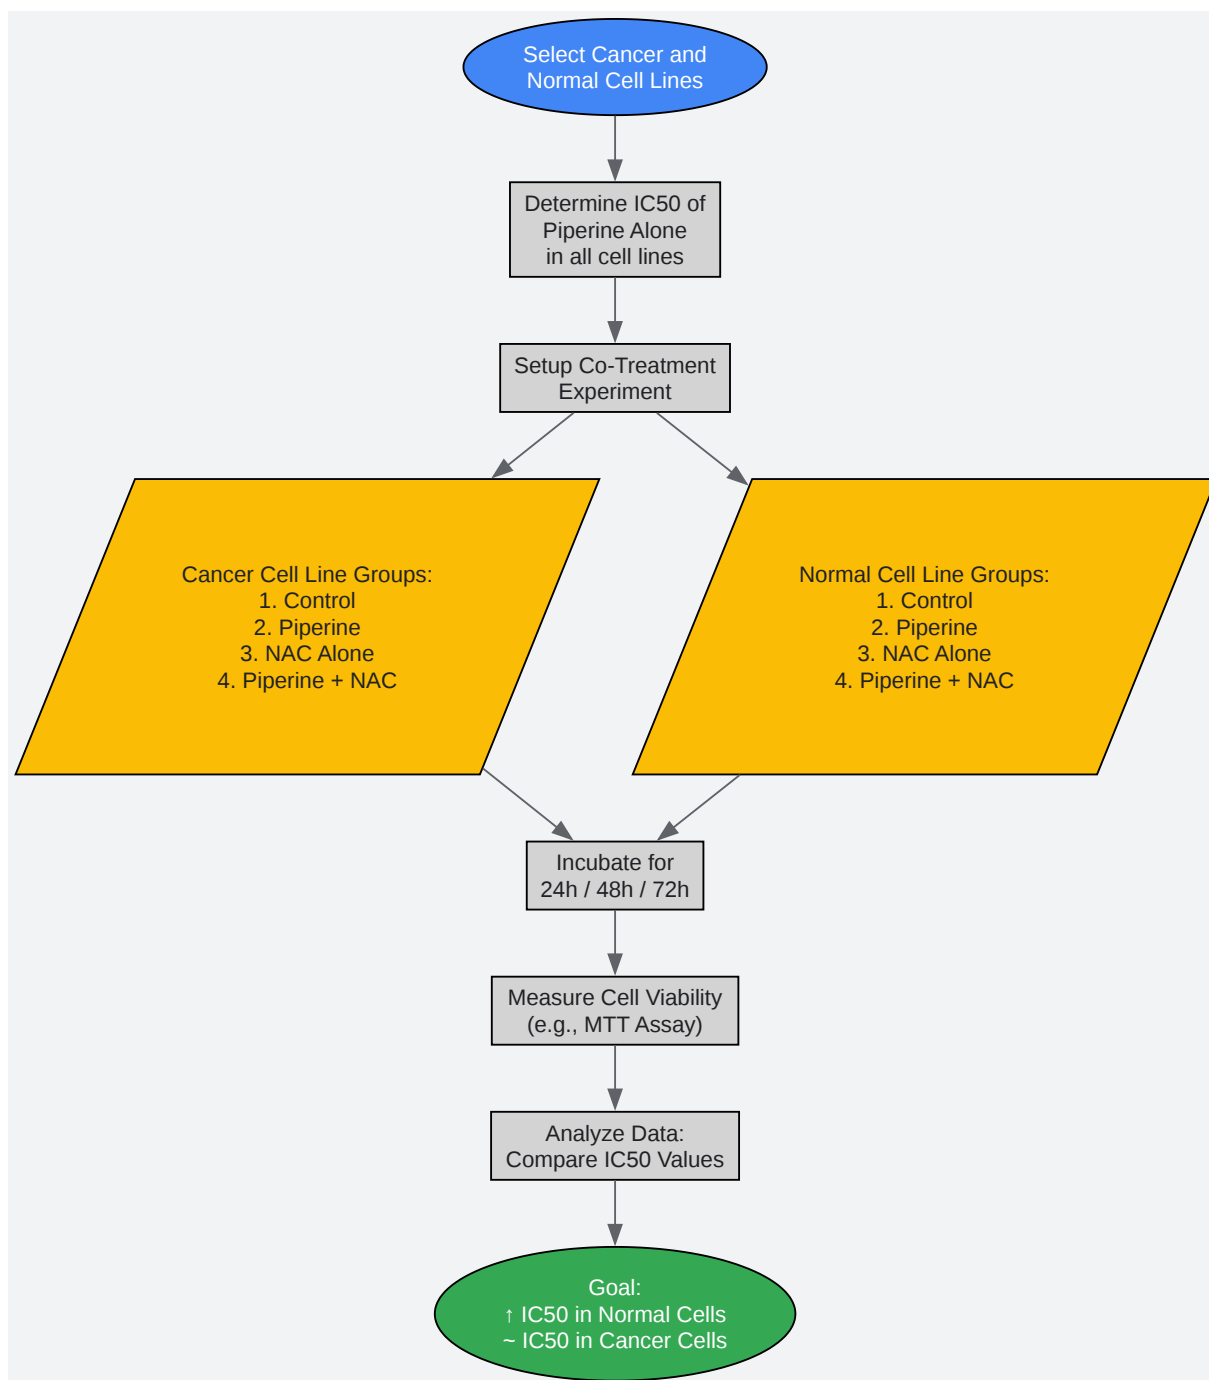 Select Cancer and
Normal Cell Lines
Determine IC50 of
Piperine Alone
in all cell lines
Setup Co-Treatment
Experiment
Cancer Cell Line Groups:
1. Control
2. Piperine
3. NAC Alone
4. Piperine + NAC
Normal Cell Line Groups:
1. Control
2. Piperine
3. NAC Alone
4. Piperine + NAC
Incubate for
24h / 48h / 72h
Measure Cell Viability
(e.g., MTT Assay)
Analyze Data:
Compare IC50 Values
Goal:
↑ IC50 in Normal Cells
~ IC50 in Cancer Cells